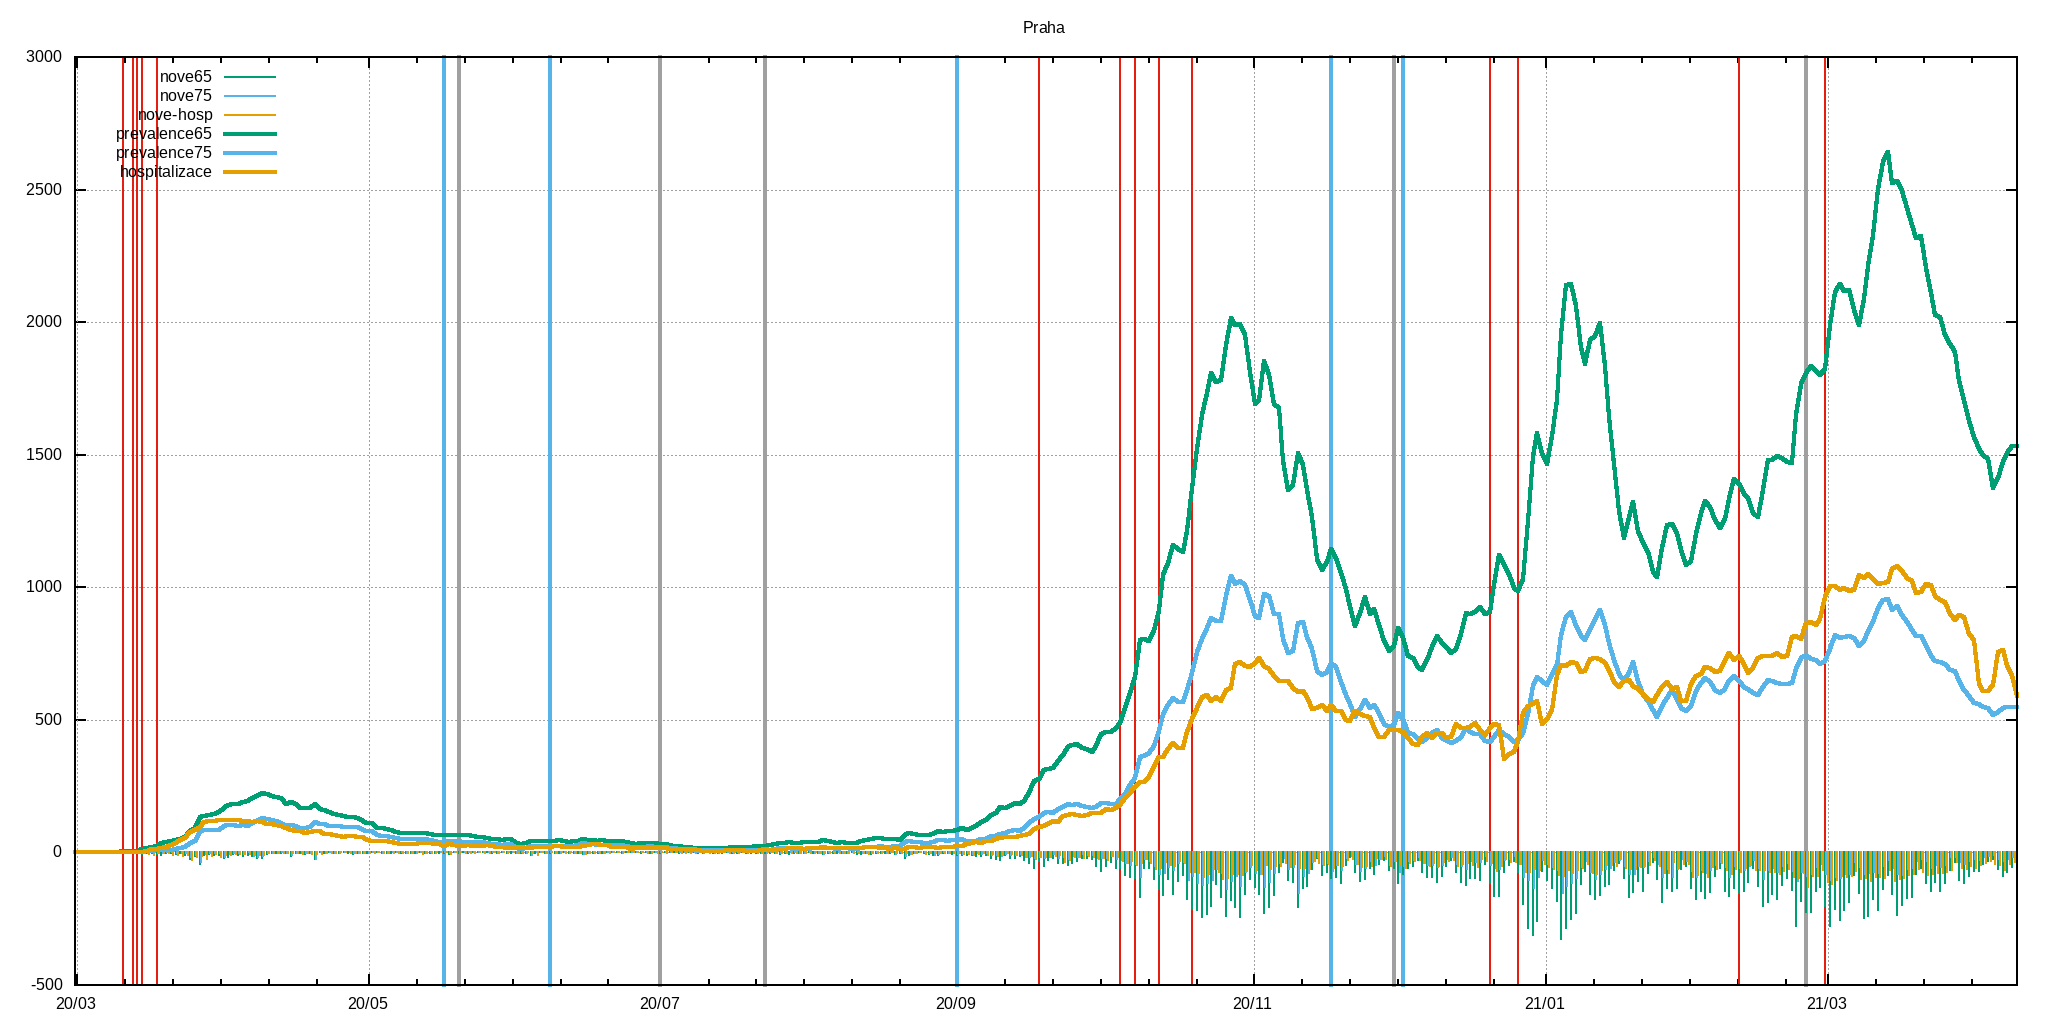 Praha
3000
nove65
nove75
nove-hosp
prevalence65
prevalence75
hospitalizace
2500
2000
1500
1000
500
0
-500
20/03 20/05 20/07 20/09 20/11 21/01 21/03